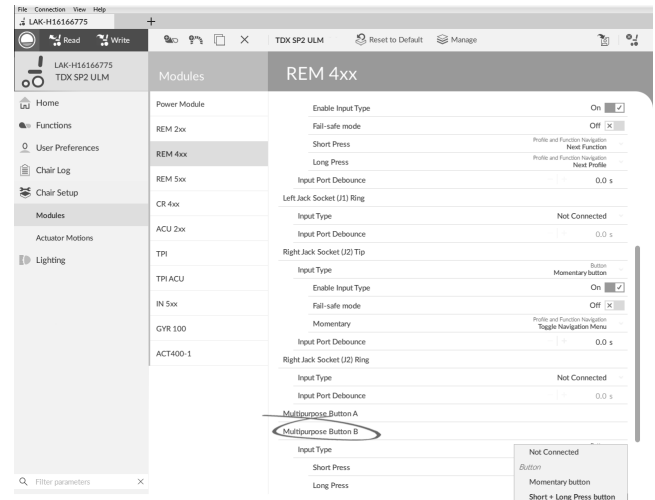 File Connection View Help
LAK-H16166775 +
Read Write TDX SP2 ULM Reset to Default Manage
LAK-H16166775
TDX SP2 ULM
Modules
REM 4xx
Home
Functions
User Preferences
Chair Log
Chair Setup
Modules
Actuator Motions
Lighting
Filter parameters
Power Module
REM 2xx
REM 4xx
REM 5xx
CR 4xx
ACU 2xx
TPI
TPI ACU
IN 5xx
GYR 100
ACT400-1
Enable Input Type On
Fail-safe mode Off
Short Press Profile and Function Navigation
Next Function
Long Press Profile and Function Navigation
Next Profile
Input Port Debounce 0.0 s
Left Jack Socket (J1) Ring
Input Type Not Connected
Input Port Debounce 0.0 s
Right Jack Socket (J2) Tip
Input Type Button
Momentary button
Enable Input Type On
Fail-safe mode Off
Momentary Profile and Function Navigation
Toggle Navigation Menu
Input Port Debounce 0.0 s
Right Jack Socket (J2) Ring
Input Type Not Connected
Input Port Debounce 0.0 s
Multipurpose Button A
Multipurpose Button B
Input Type
Short Press
Long Press
Not Connected
Button
Momentary button
Short + Long Press button